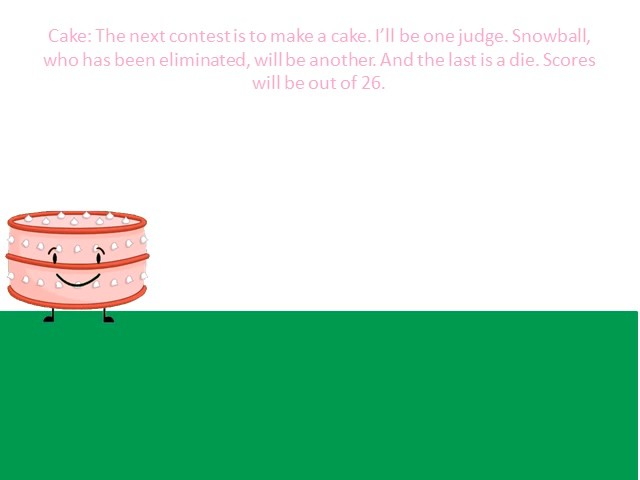 Cake: The next contest is to make a cake. I’ll be one judge. Snowball,
who has been eliminated, will be another. And the last is a die. Scores
will be out of 26.